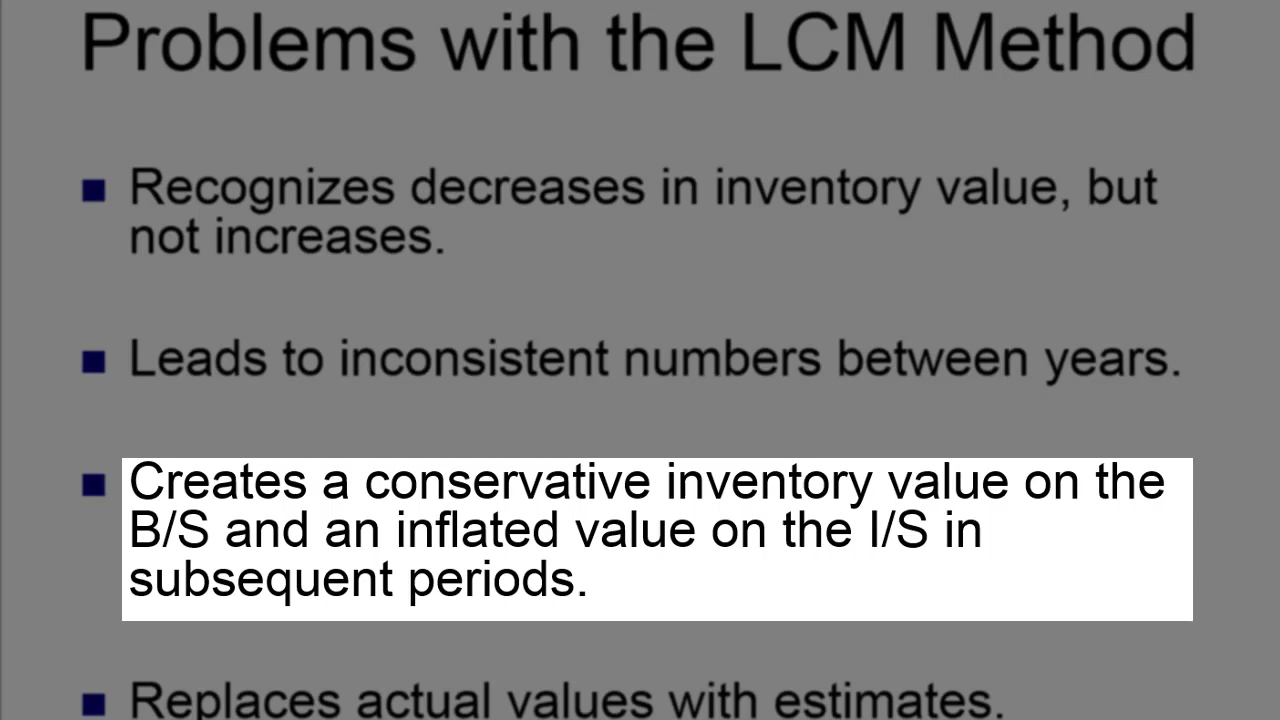 Problems with the LCM Method
Recognizes decreases in inventory value, but
not increases.
Leads to inconsistent numbers between years.
Creates a conservative inventory value on the
B/S and an inflated value on the I/S in
subsequent periods.
Replaces actual values with estimates.